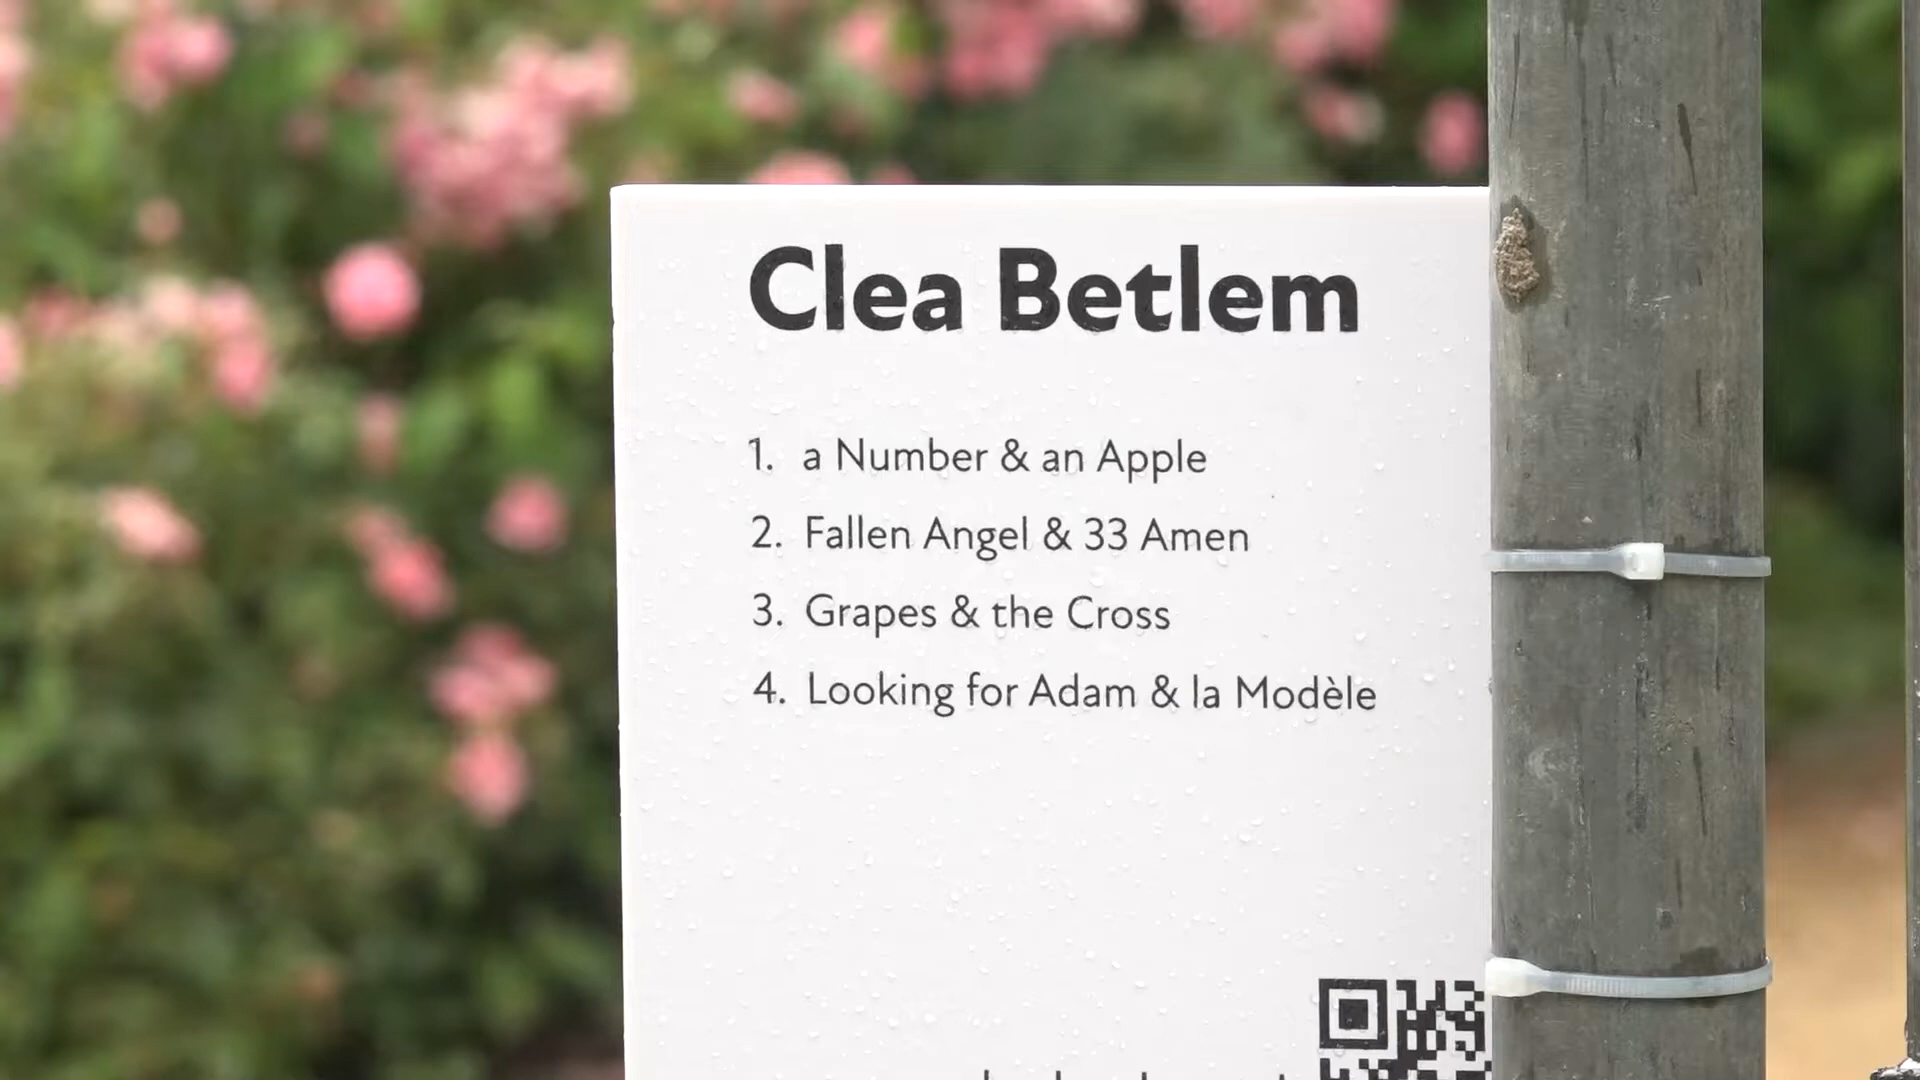 Clea Betlem
1. a Number & an Apple
2. Fallen Angel & 33 Amen
3. Grapes & the Cross
4. Looking for Adam & la Modèle